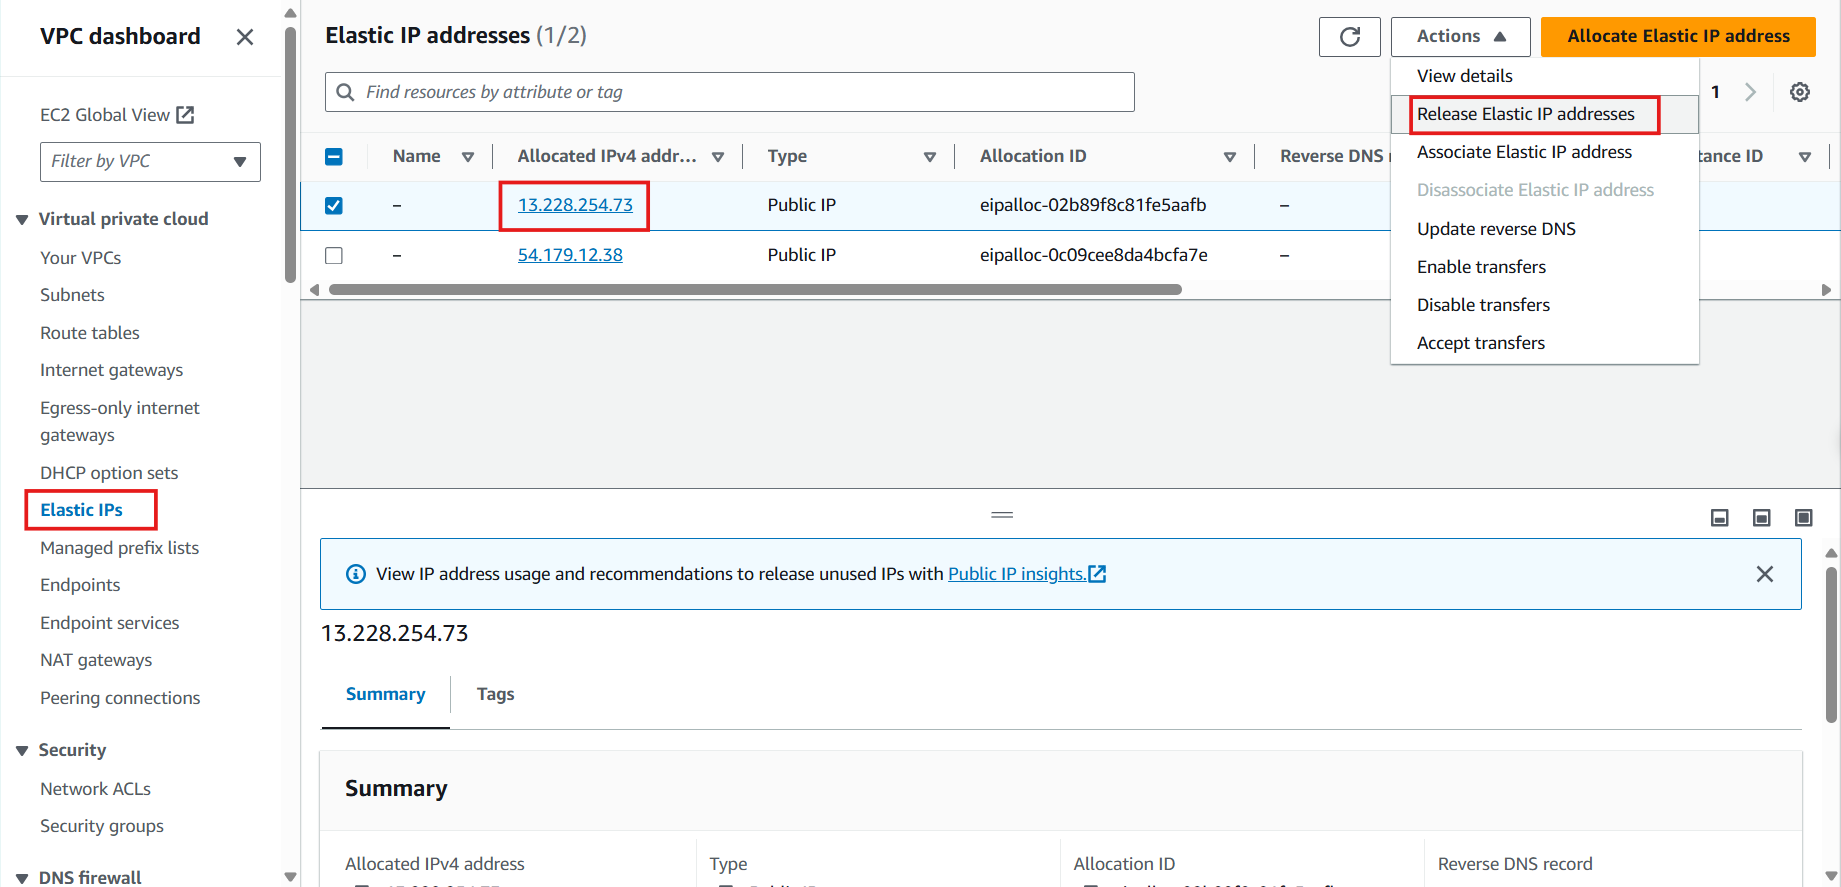 VPC dashboard
EC2 Global View
Filter by VPC
Virtual private cloud
Your VPCs
Subnets
Route tables
Internet gateways
Egress-only internet
gateways
DHCP option sets
Elastic IPs
Managed prefix lists
Endpoints
Endpoint services
NAT gateways
Peering connections
Security
Network ACLs
Security groups
DNS firewall
Elastic IP addresses (1/2)
Actions
Allocate Elastic IP address
Find resources by attribute or tag
1
View details
Release Elastic IP addresses
Associate Elastic IP address
Disassociate Elastic IP address
Update reverse DNS
Enable transfers
Disable transfers
Accept transfers
Name Allocated IPv4 addr... Type Allocation ID Reverse DNS tance ID
– 13.228.254.73 Public IP eipalloc-02b89f8c81fe5aafb –
– 54.179.12.38 Public IP eipalloc-0c09cee8da4bcfa7e –
View IP address usage and recommendations to release unused IPs with Public IP insights.
13.228.254.73
Summary Tags
Summary
Allocated IPv4 address Type Allocation ID Reverse DNS record